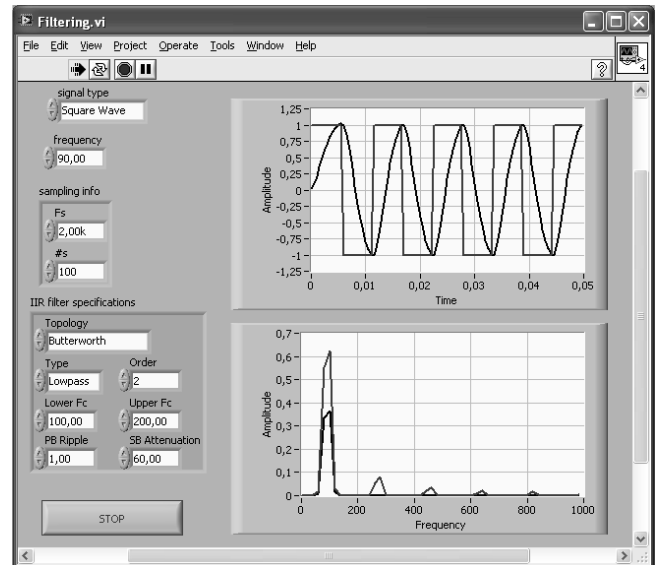 Filtering.vi
File Edit View Project Operate Tools Window Help
4
signal type
Square Wave
frequency
90,00
sampling info
Fs
2,00k
#s
100
IIR filter specifications
Topology
Butterworth
Type Order
Lowpass 2
Lower Fc Upper Fc
100,00 200,00
PB Ripple SB Attenuation
1,00 60,00
STOP
1,25
1
0,75
0,5
0,25
0
-0,25
-0,5
-0,75
-1
-1,25
Amplitude
0 0,01 0,02 0,03 0,04 0,05
Time
0,7
0,6
0,5
0,4
0,3
0,2
0,1
0
Amplitude
0 200 400 600 800 1000
Frequency